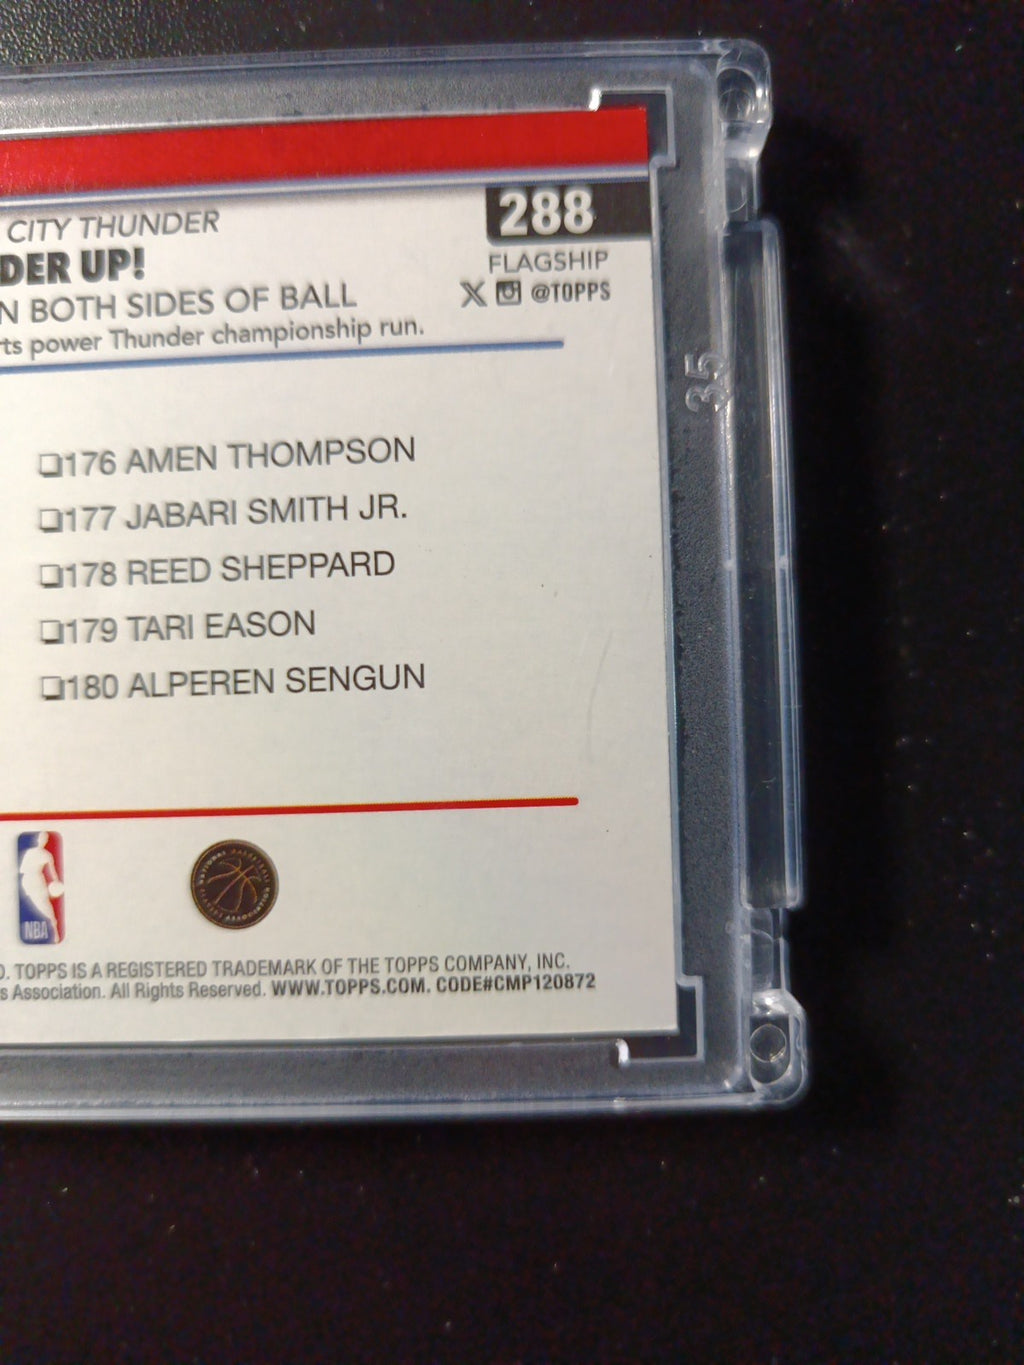 CITY THUNDER
288
DER UP!
FLAGSHIP
N BOTH SIDES OF BALL
X @TOPPS
ts power Thunder championship run.
35
❑176 AMEN THOMPSON
❑177 JABARI SMITH JR.
❑178 REED SHEPPARD
❑179 TARI EASON
❑180 ALPEREN SENGUN
NBA
. TOPPS IS A REGISTERED TRADEMARK OF THE TOPPS COMPANY, INC.
s Association. All Rights Reserved. WWW.TOPPS.COM. CODE#CMP120872